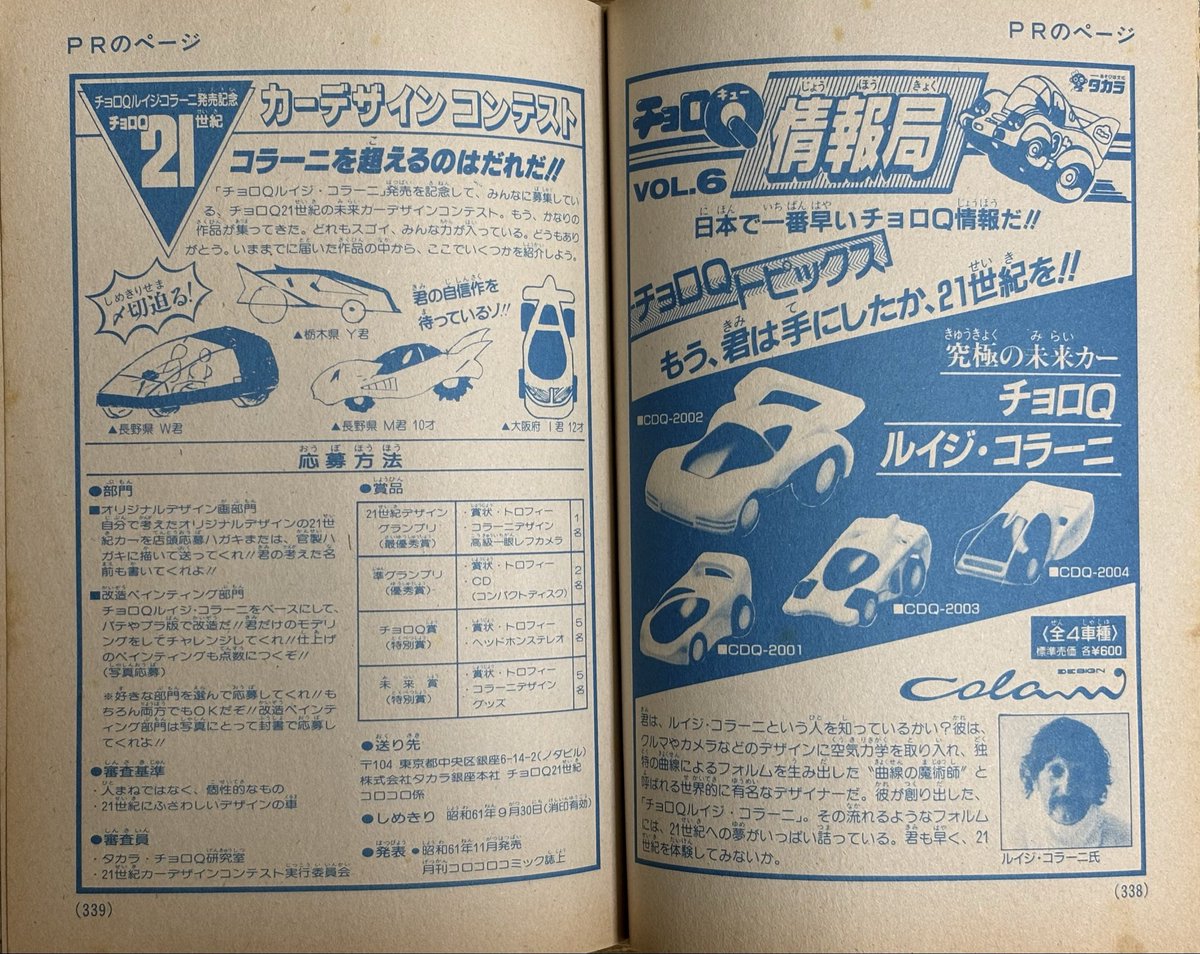 PRのページ
タカラ
チョロQ
キュー
情報局
VOL.6
日本で一番早いチョロQ情報だ!!
チョロQトピックス
もう、君は手にしたか、21世紀を!!
究極の未来カー
チョロQ
ルイジ・コラーニ
■CDQ-2002
■CDQ-2004
■CDQ-2003
■CDQ-2001
〈全4車種〉
標準売価 各¥600
DESIGN
Colani
君は、ルイジ・コラーニという人を知っているかい?彼は、
クルマやカメラなどのデザインに空気力学を取り入れ、独
特の曲線によるフォルムを生み出した“曲線の魔術師”と
呼ばれる世界的に有名なデザイナーだ。彼が創り出した、
「チョロQルイジ・コラーニ」。その流れるようなフォルム
には、21世紀への夢がいっぱい詰っている。君も早く、21
世紀を体験してみないか。
ルイジ・コラーニ氏
(338)
PRのページ
チョロQルイジ・コラーニ発売記念
チョロQ
21
世紀
カーデザインコンテスト
コラーニを超えるのはだれだ!!
「チョロQルイジ・コラーニ」発売を記念して、みんなに募集してい
る、チョロQ21世紀の未来カーデザインコンテスト。もう、かなりの
作品が集ってきた。どれもスゴイ、みんな力が入っている。どうもあり
がとう。いままでに届いた作品の中から、ここでいくつかを紹介しよう。
〆切迫る!
君の自信作を
待っているゾ!!
▲栃木県 Y君
▲長野県 W君
▲長野県 M君 10才
▲大阪府 I君 12才
応募方法
●部門
■オリジナルデザイン画部門
自分で考えたオリジナルデザインの21世
紀カーを店頭応募ハガキまたは、官製ハ
ガキに描いて送ってくれ!!君の考えた名
前も書いてくれよ!!
■改造ペインティング部門
チョロQルイジ・コラーニをベースにして、
パテやプラ版で改造だ!!君だけのモデリ
ングをしてチャレンジしてくれ!!仕上げ
のペインティングも点数につくぞ!!
(写真応募)
※好きな部門を選んで応募してくれ!!も
ちろん両方でもOKだぞ!!改造ペインテ
ィング部門は写真にとって封書で応募し
てくれよ!!
●審査基準
・人まねではなく、個性的なもの
・21世紀にふさわしいデザインの車
●審査員
・タカラ・チョロQ研究室
・21世紀カーデザインコンテスト実行委員会
●賞品
21世紀デザイン
グランプリ
(最優秀賞)
・賞状・トロフィー
・コラーニデザイン
高級一眼レフカメラ
1名
準グランプリ
(優秀賞)
・賞状・トロフィー
・CD
(コンパクトディスク)
2名
チョロQ賞
(特別賞)
・賞状・トロフィー
・ヘッドホンステレオ
5名
未来賞
(特別賞)
・賞状・トロフィー
・コラーニデザイン
グッズ
5名
●送り先
〒104 東京都中央区銀座6-14-2(ノダビル)
株式会社タカラ銀座本社 チョロQ21世紀
コロコロ係
●しめきり 昭和61年9月30日(消印有効)
●発表 ●昭和61年11月発売
月刊コロコロコミック誌上
(339)